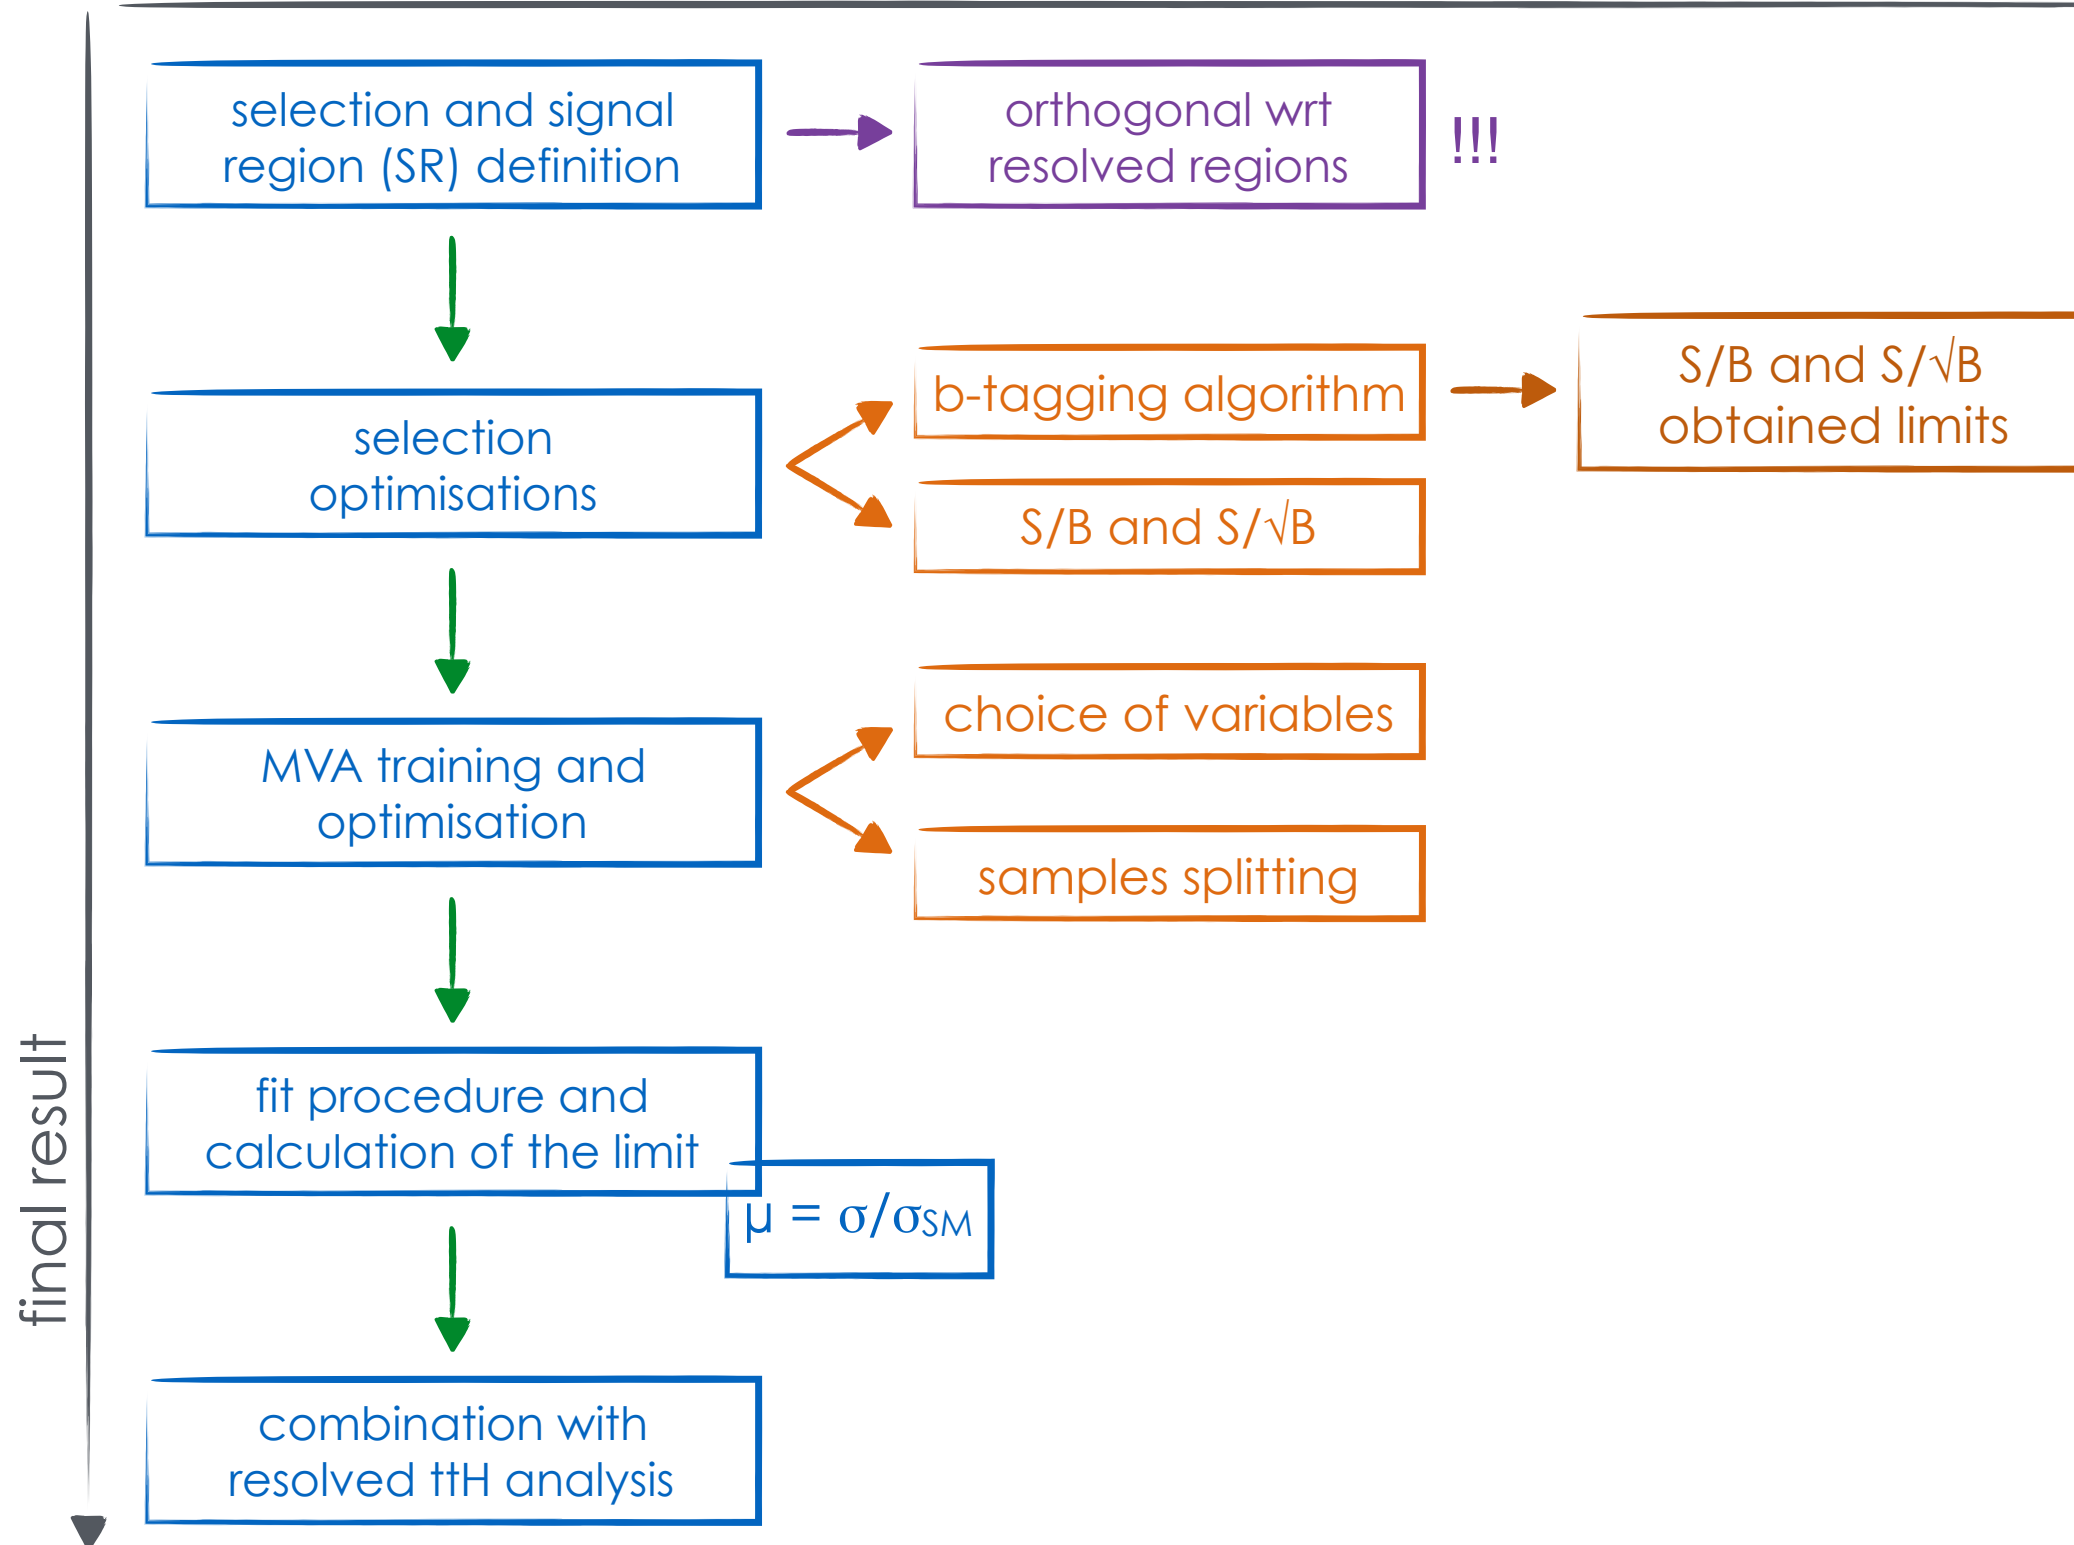 selection and signal
region (SR) definition
orthogonal wrt
resolved regions
!!!
selection
optimisations
b-tagging algorithm
S/B and S/√B
S/B and S/√B
obtained limits
MVA training and
optimisation
choice of variables
samples splitting
fit procedure and
calculation of the limit
μ = σ/σSM
combination with
resolved ttH analysis
final result